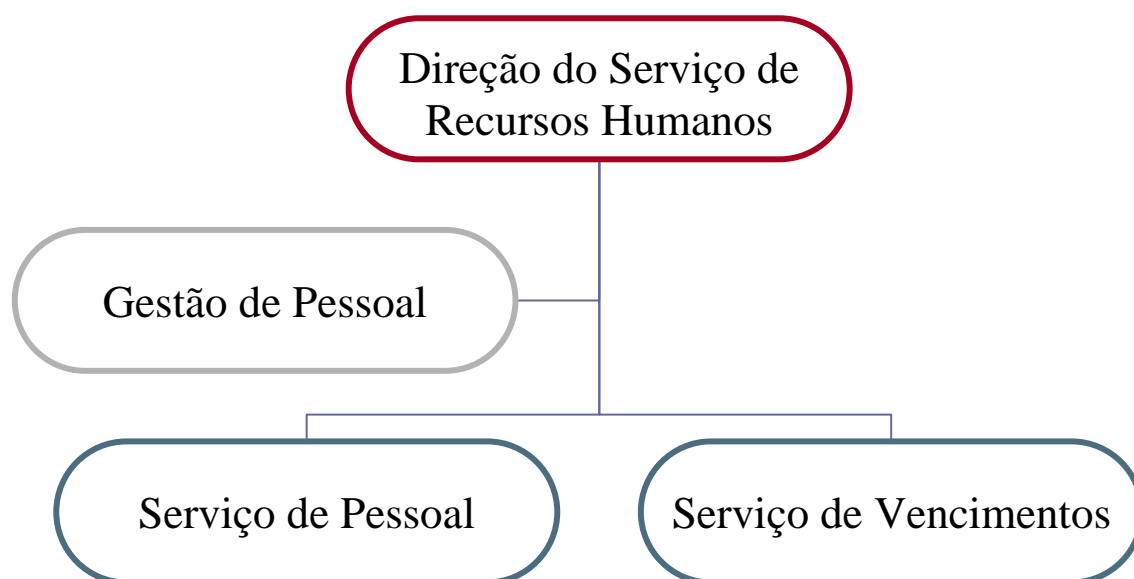 Direção do Serviço de
Recursos Humanos
Gestão de Pessoal
Serviço de Pessoal
Serviço de Vencimentos